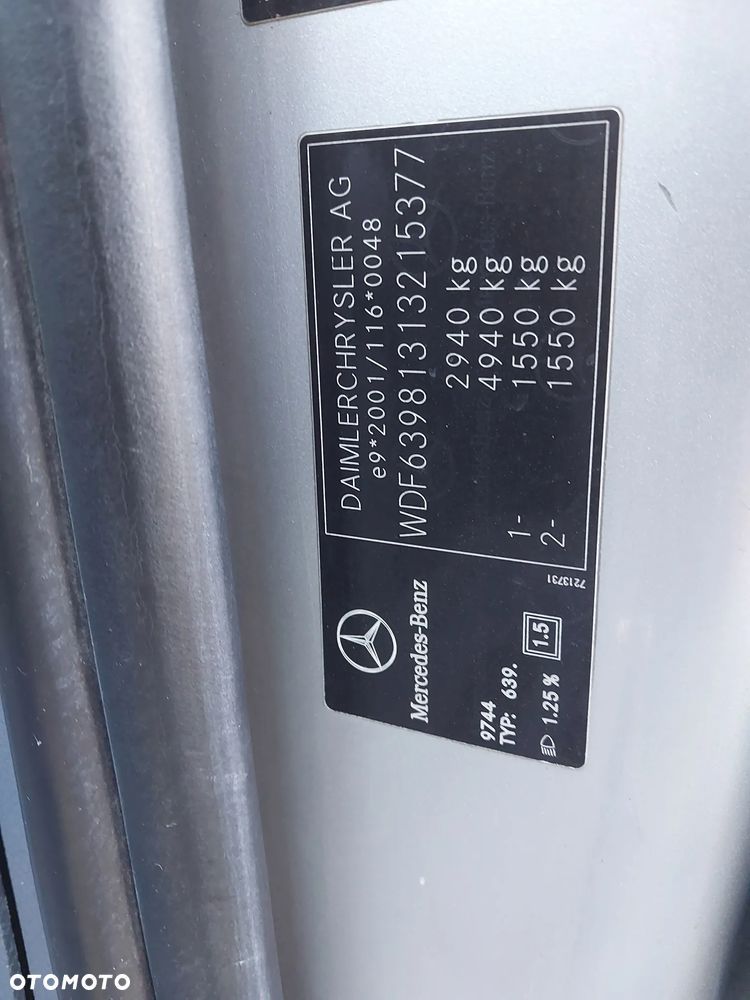 DAIMLERCHRYSLER AG
e9*2001/116*0048
WDF63981313215377
2940 kg
4940 kg
1- 1550 kg
2- 1550 kg
7213731
Mercedes-Benz
9744
TYP: 639.
1.25 % 1.5
OTOMOTO